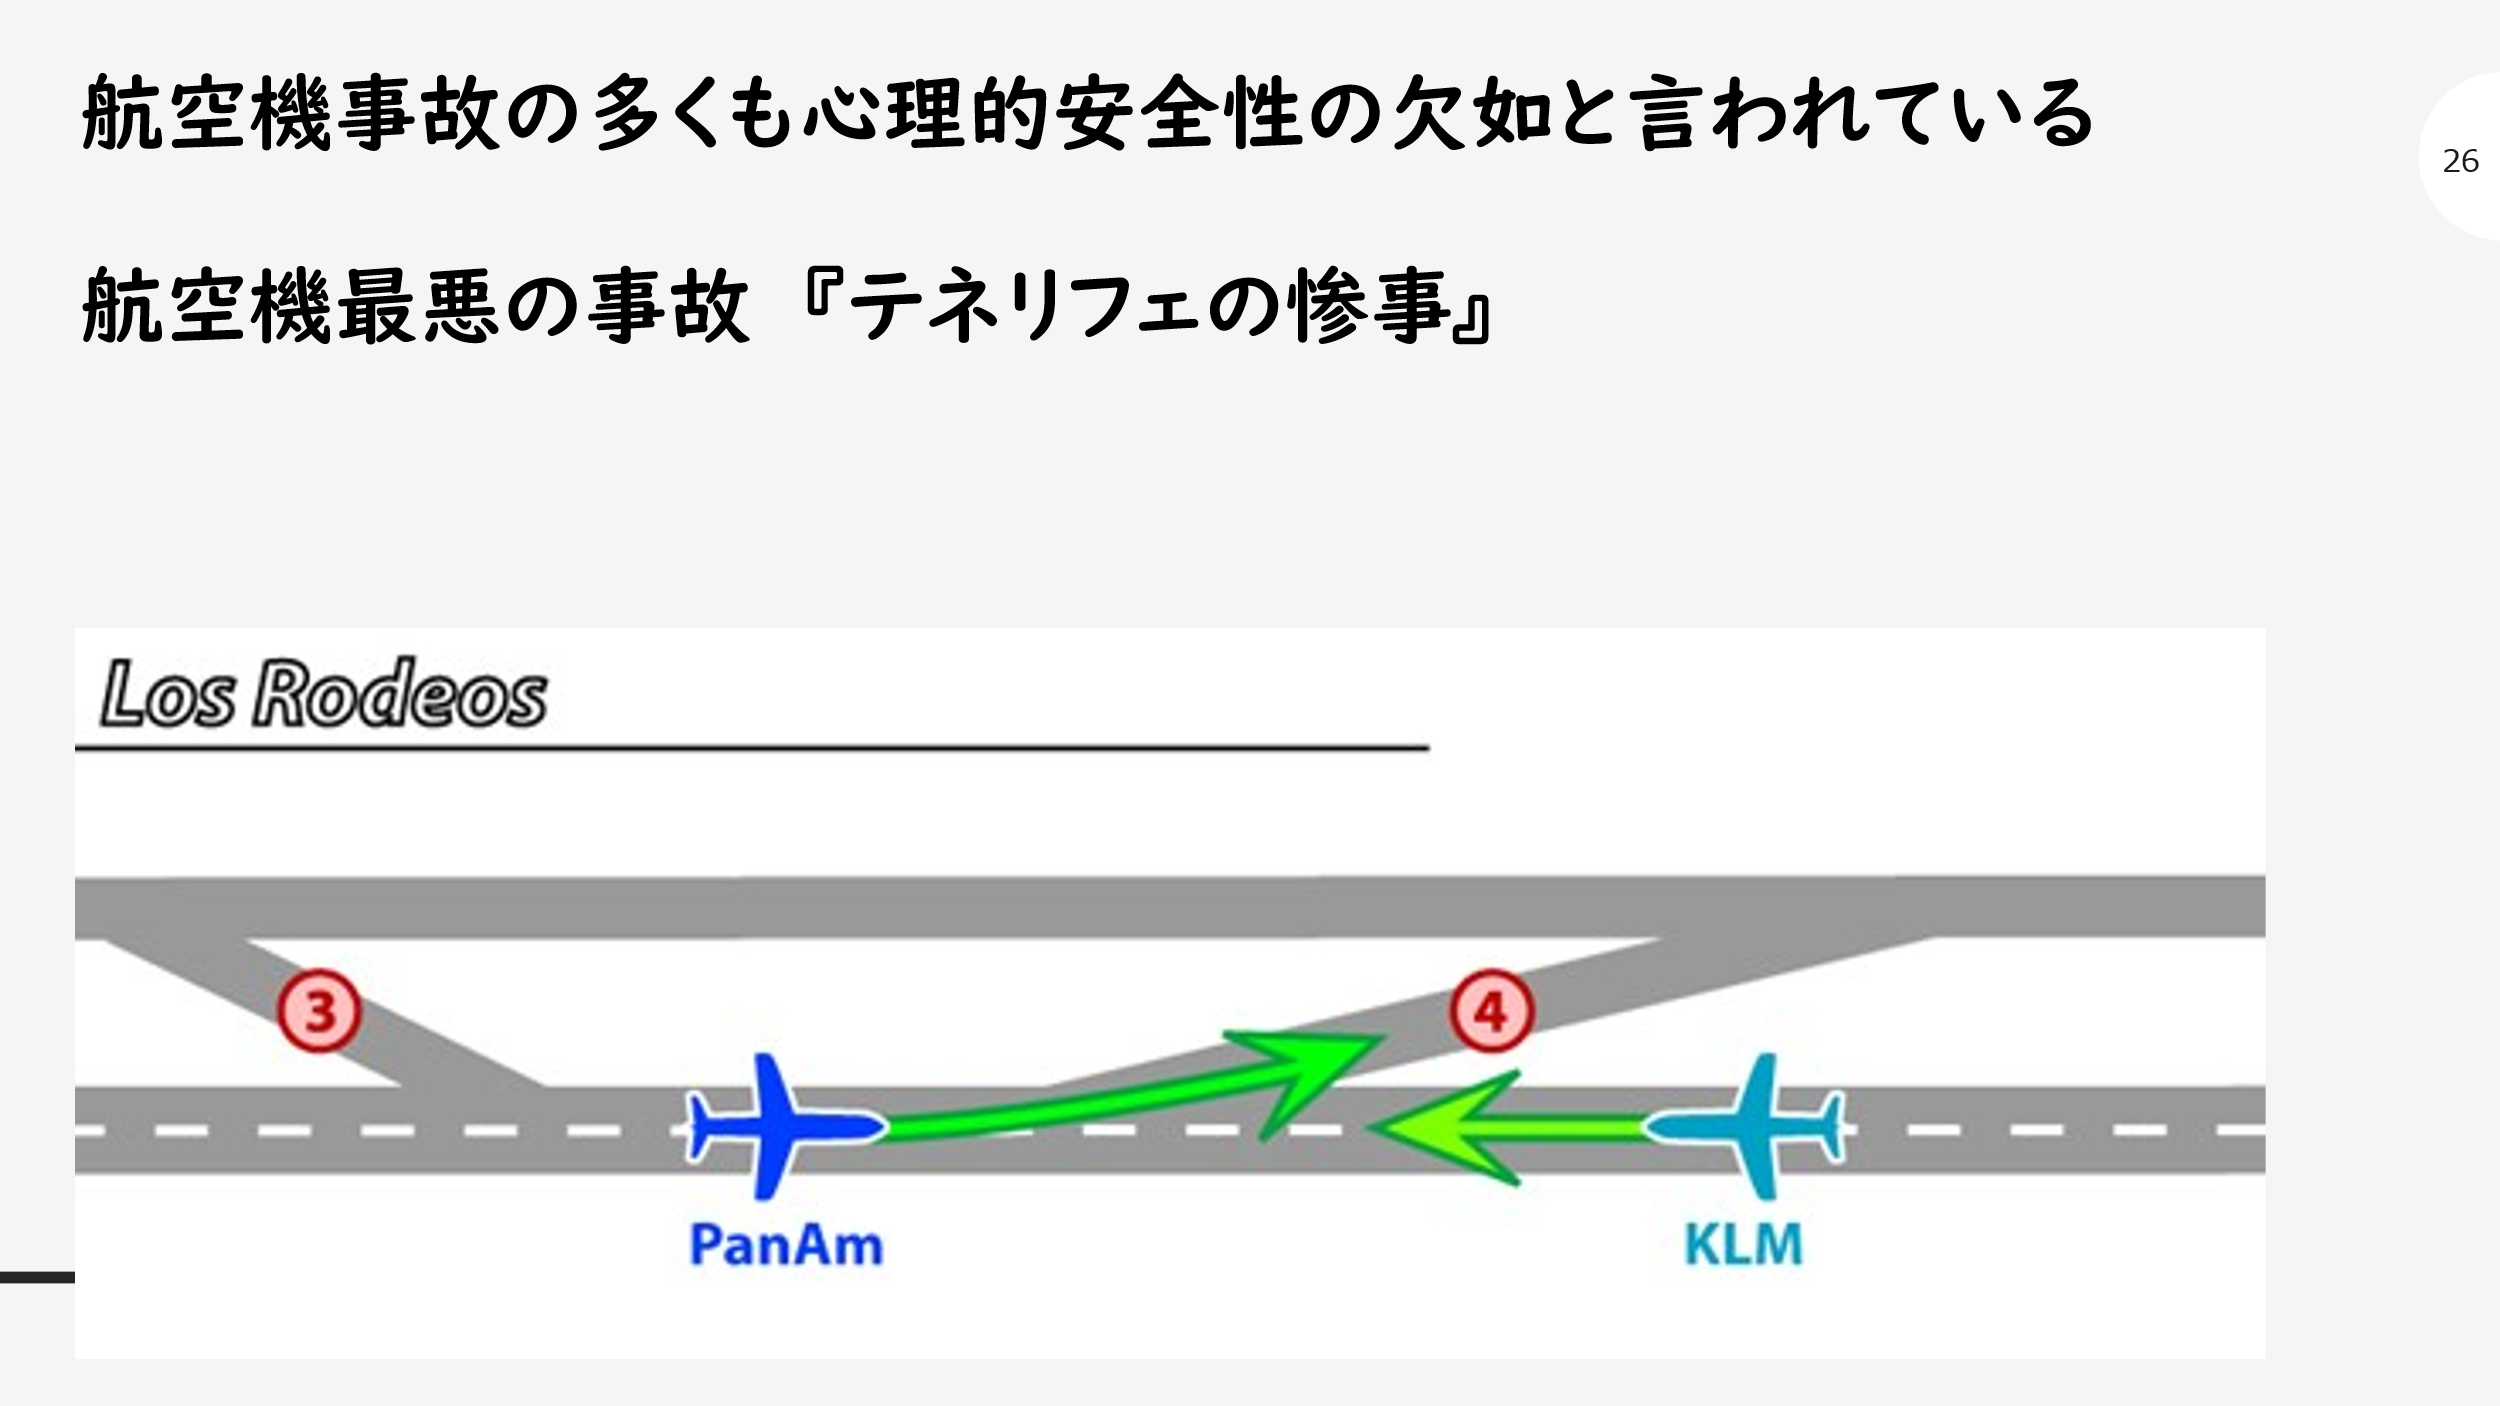 航空機事故の多くも心理的安全性の欠如と言われている
26
航空機最悪の事故『テネリフェの惨事』
Los Rodeos
3
4
PanAm
KLM